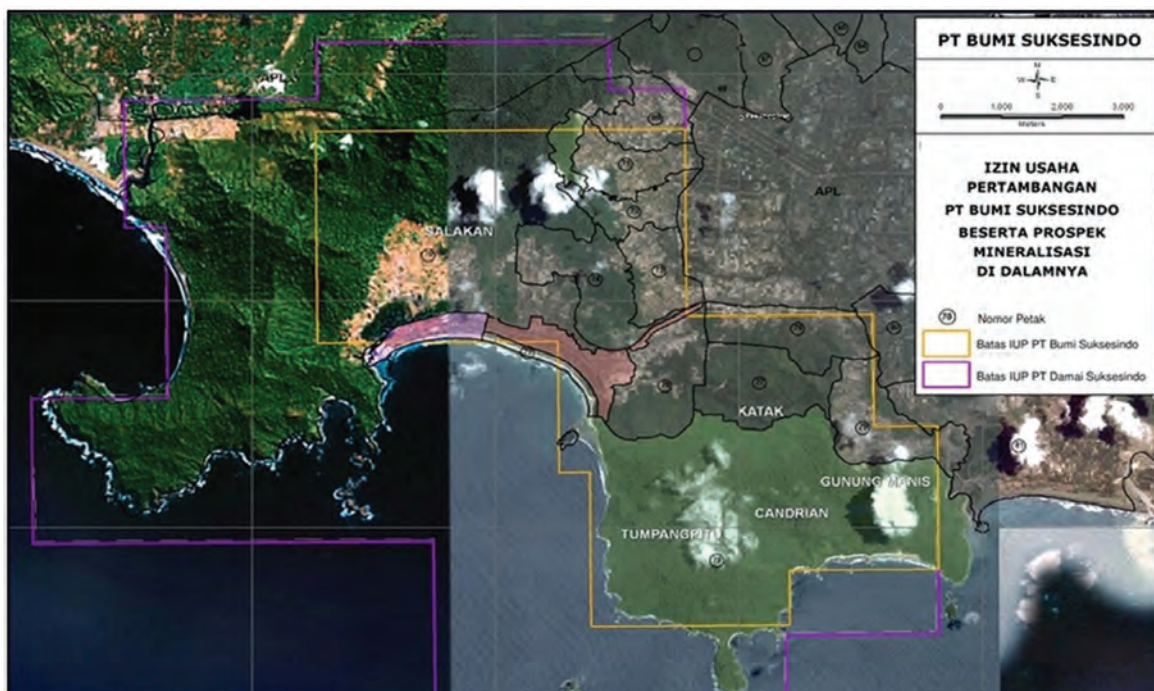 PT BUMI SUKSESINDO
N
W E
S
0 1,000 2,000 3,000
Meters
IZIN USAHA
PERTAMBANGAN
PT BUMI SUKSESINDO
BESERTA PROSPEK
MINERALISASI
DI DALAMNYA
78 Nomor Petak
Batas IUP PT Bumi Suksesindo
Batas IUP PT Damai Suksesindo
APL
APL
SALAKAN
KATAK
GUNUNG MANIS
CANDRIAN
TUMPANGPITU